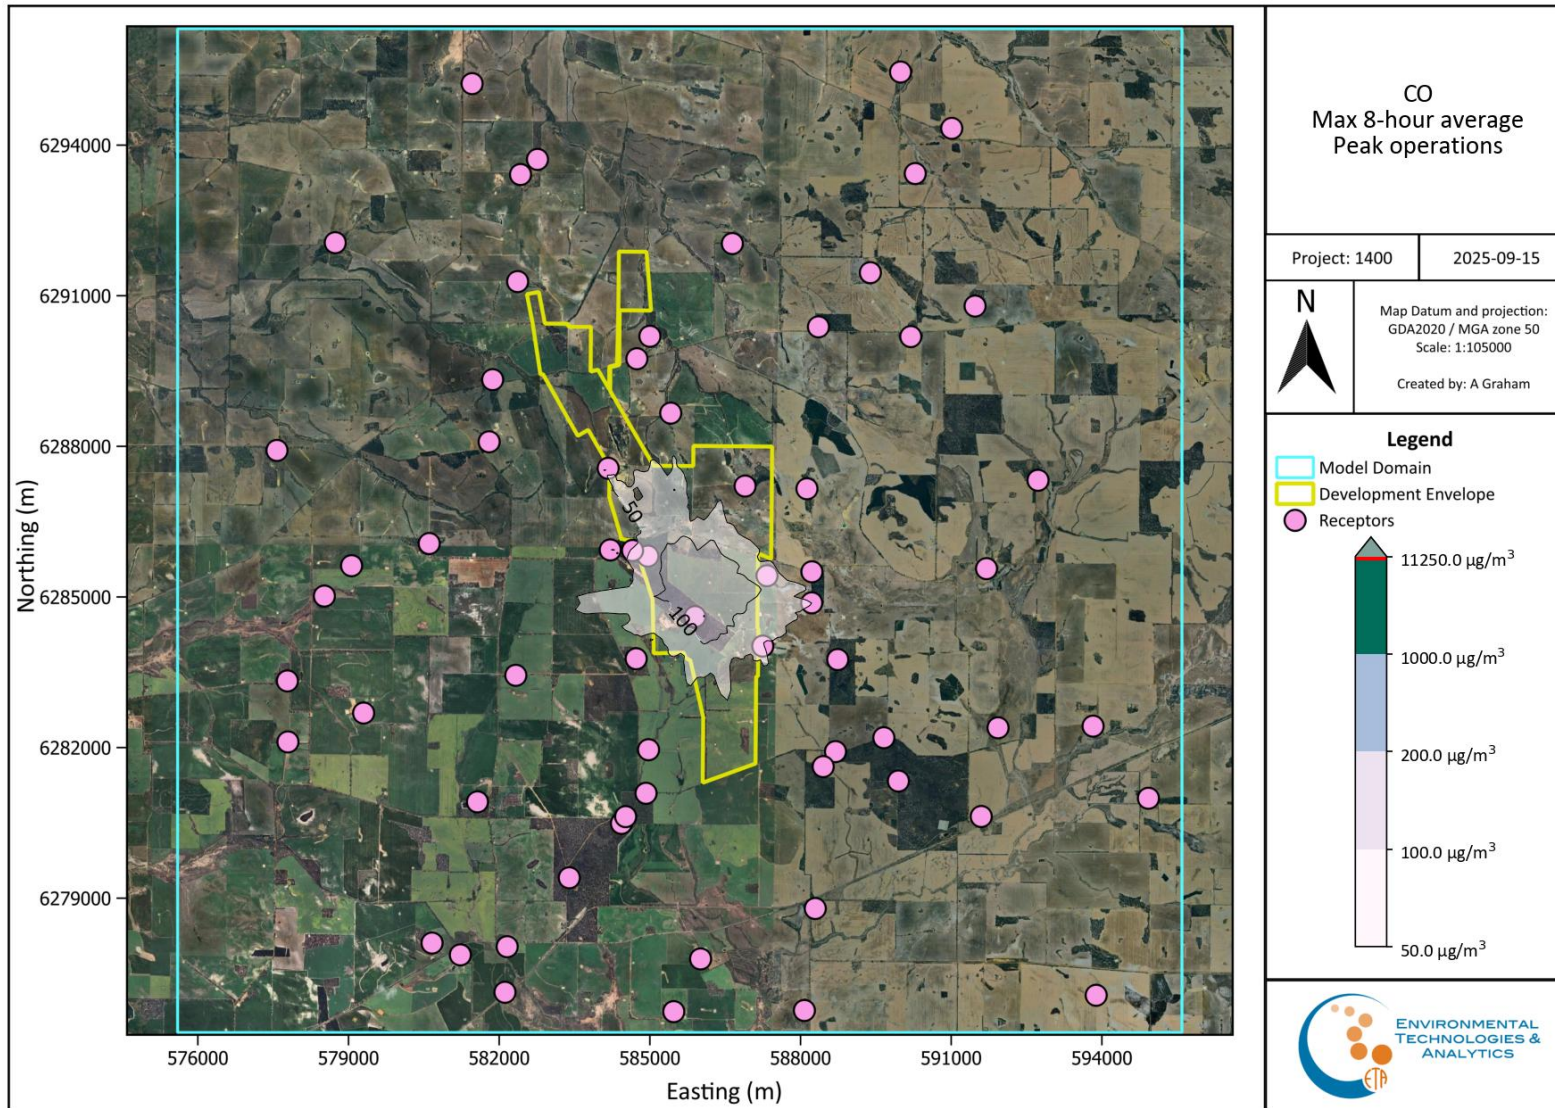 CO
Max 8-hour average
Peak operations
Project: 1400
2025-09-15
N
Map Datum and projection:
GDA2020 / MGA zone 50
Scale: 1:105000
Created by: A Graham
Legend
Model Domain
Development Envelope
Receptors
11250.0 µg/m³
1000.0 µg/m³
200.0 µg/m³
100.0 µg/m³
50.0 µg/m³
ENVIRONMENTAL
TECHNOLOGIES &
ANALYTICS
ETA
Northing (m)
6294000
6291000
6288000
6285000
6282000
6279000
50
100
576000
579000
582000
585000
588000
591000
594000
Easting (m)